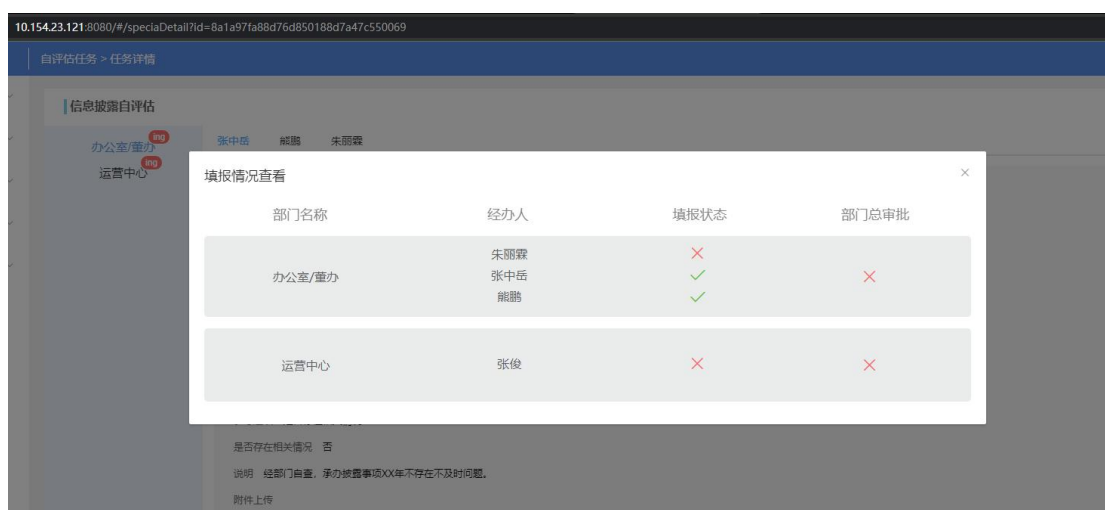 10.154.23.121:8080/#/speciaDetail?id=8a1a97fa88d76d850188d7a47c550069
自评估任务 > 任务详情
信息披露自评估
办公室/董办 ing
张中岳 熊鹏 朱丽霖
运营中心 ing
填报情况查看 ×
部门名称 经办人 填报状态 部门总审批
朱丽霖
办公室/董办 张中岳
熊鹏
运营中心 张俊
是否存在相关情况 否
说明 经部门自查，承办披露事项XX年不存在不及时问题。
附件上传